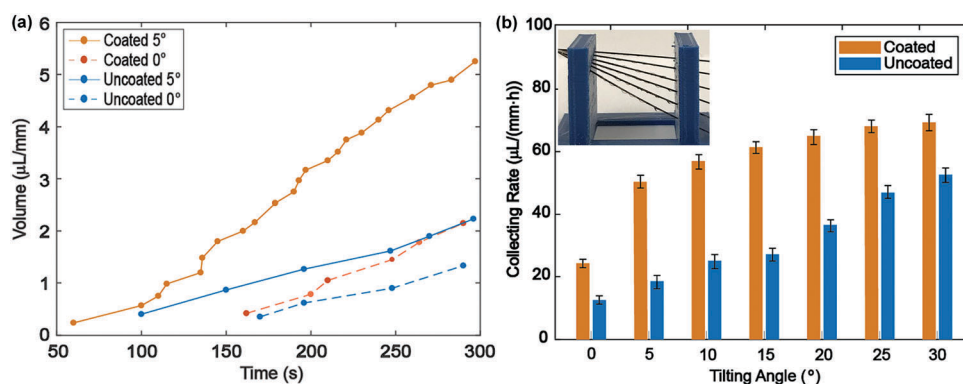 (a)
Coated 5°
Coated 0°
Uncoated 5°
Uncoated 0°
Volume (µL/mm)
6
5
4
3
2
1
0
50 100 150 200 250 300
Time (s)
(b)
Coated
Uncoated
Collecting Rate (µL/(mm·h)
100
80
60
40
20
0
0 5 10 15 20 25 30
Tilting Angle (°)